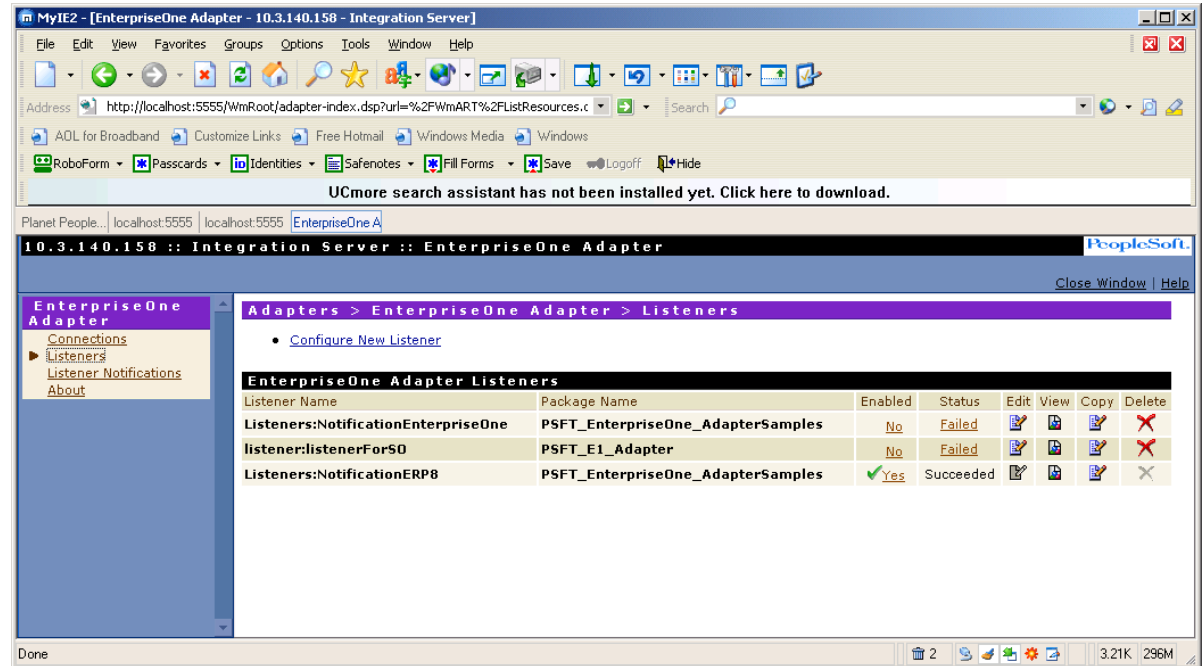 MyIE2 - [EnterpriseOne Adapter - 10.3.140.158 - Integration Server]
File Edit View Favorites Groups Options Tools Window Help
Address http://localhost:5555/WmRoot/adapter-index.dsp?url=%2FWmART%2FListResources.c Search
AOL for Broadband Customize Links Free Hotmail Windows Media Windows
RoboForm Passcards Identities Safenotes Fill Forms Save Logoff Hide
UCmore search assistant has not been installed yet. Click here to download.
Planet People... localhost:5555 localhost:5555 EnterpriseOne A
10.3.140.158 :: Integration Server :: EnterpriseOne Adapter PeopleSoft.
Close Window | Help
EnterpriseOne Adapter
Connections
Listeners
Listener Notifications
About
Adapters > EnterpriseOne Adapter > Listeners
Configure New Listener
EnterpriseOne Adapter Listeners
Listener Name Package Name Enabled Status Edit View Copy Delete
Listeners:NotificationEnterpriseOne PSFT_EnterpriseOne_AdapterSamples No Failed
listener:listenerForSO PSFT_E1_Adapter No Failed
Listeners:NotificationERP8 PSFT_EnterpriseOne_AdapterSamples Yes Succeeded
Done 2 3.21K 296M